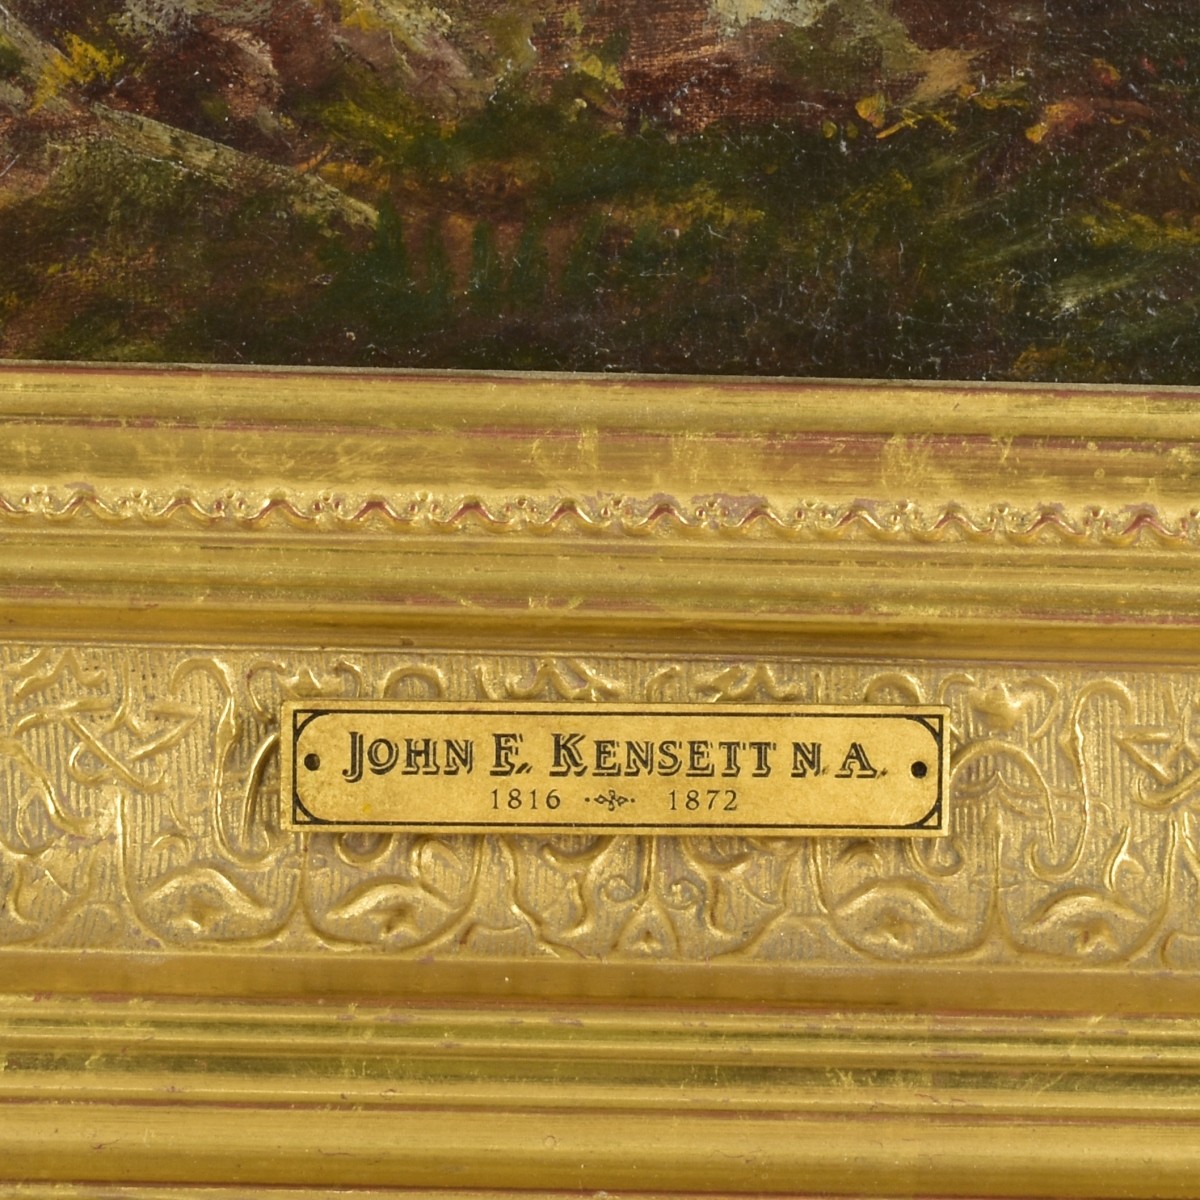 JOHN F. KENSETT N.A.
1816 1872